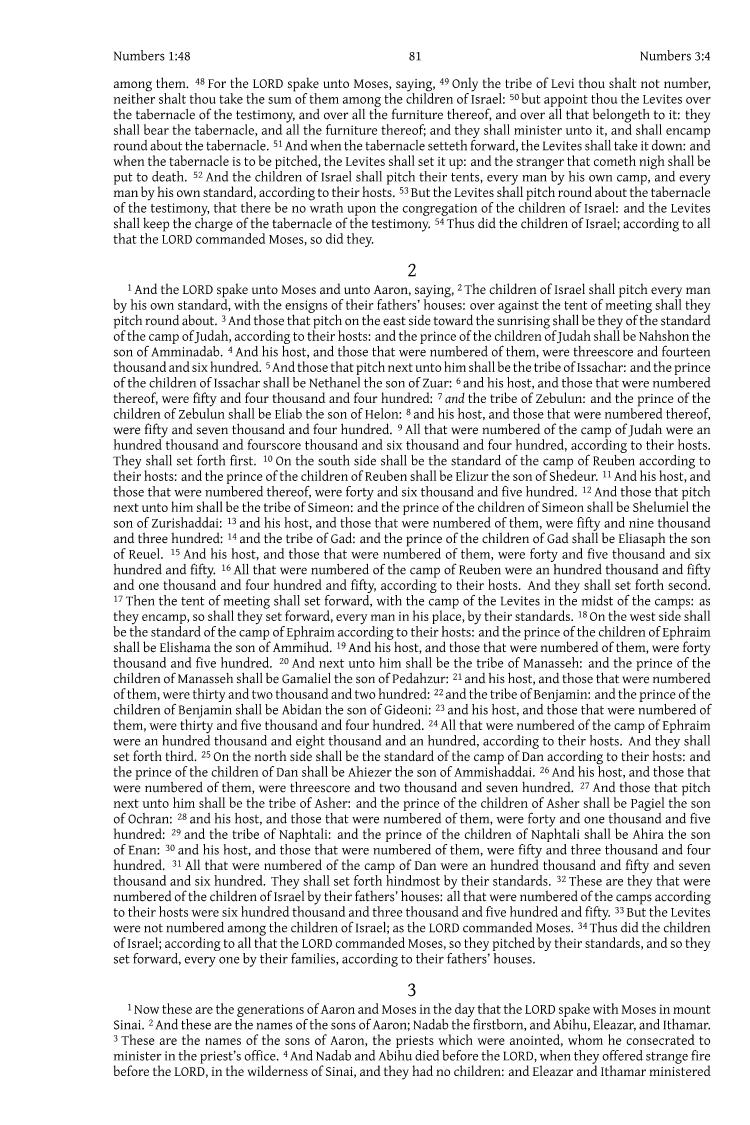 Numbers 1:48 81 Numbers 3:4
among them. 48 For the LORD spake unto Moses, saying, 49 Only the tribe of Levi thou shalt not number,
neither shalt thou take the sum of them among the children of Israel: 50 but appoint thou the Levites over
the tabernacle of the testimony, and over all the furniture thereof, and over all that belongeth to it: they
shall bear the tabernacle, and all the furniture thereof; and they shall minister unto it, and shall encamp
round about the tabernacle. 51 And when the tabernacle setteth forward, the Levites shall take it down: and
when the tabernacle is to be pitched, the Levites shall set it up: and the stranger that cometh nigh shall be
put to death. 52 And the children of Israel shall pitch their tents, every man by his own camp, and every
man by his own standard, according to their hosts. 53 But the Levites shall pitch round about the tabernacle
of the testimony, that there be no wrath upon the congregation of the children of Israel: and the Levites
shall keep the charge of the tabernacle of the testimony. 54 Thus did the children of Israel; according to all
that the LORD commanded Moses, so did they.
2
1 And the LORD spake unto Moses and unto Aaron, saying, 2 The children of Israel shall pitch every man
by his own standard, with the ensigns of their fathers' houses: over against the tent of meeting shall they
pitch round about. 3 And those that pitch on the east side toward the sunrising shall be they of the standard
of the camp of Judah, according to their hosts: and the prince of the children of Judah shall be Nahshon the
son of Amminadab. 4 And his host, and those that were numbered of them, were threescore and fourteen
thousand and six hundred. 5 And those that pitch next unto him shall be the tribe of Issachar: and the prince
of the children of Issachar shall be Nethanel the son of Zuar: 6 and his host, and those that were numbered
thereof, were fifty and four thousand and four hundred: 7 and the tribe of Zebulun: and the prince of the
children of Zebulun shall be Eliab the son of Helon: 8 and his host, and those that were numbered thereof,
were fifty and seven thousand and four hundred. 9 All that were numbered of the camp of Judah were an
hundred thousand and fourscore thousand and six thousand and four hundred, according to their hosts.
They shall set forth first. 10 On the south side shall be the standard of the camp of Reuben according to
their hosts: and the prince of the children of Reuben shall be Elizur the son of Shedeur. 11 And his host, and
those that were numbered thereof, were forty and six thousand and five hundred. 12 And those that pitch
next unto him shall be the tribe of Simeon: and the prince of the children of Simeon shall be Shelumiel the
son of Zurishaddai: 13 and his host, and those that were numbered of them, were fifty and nine thousand
and three hundred: 14 and the tribe of Gad: and the prince of the children of Gad shall be Eliasaph the son
of Reuel. 15 And his host, and those that were numbered of them, were forty and five thousand and six
hundred and fifty. 16 All that were numbered of the camp of Reuben were an hundred thousand and fifty
and one thousand and four hundred and fifty, according to their hosts. And they shall set forth second.
17 Then the tent of meeting shall set forward, with the camp of the Levites in the midst of the camps: as
they encamp, so shall they set forward, every man in his place, by their standards. 18 On the west side shall
be the standard of the camp of Ephraim according to their hosts: and the prince of the children of Ephraim
shall be Elishama the son of Ammihud. 19 And his host, and those that were numbered of them, were forty
thousand and five hundred. 20 And next unto him shall be the tribe of Manasseh: and the prince of the
children of Manasseh shall be Gamaliel the son of Pedahzur: 21 and his host, and those that were numbered
of them, were thirty and two thousand and two hundred: 22 and the tribe of Benjamin: and the prince of the
children of Benjamin shall be Abidan the son of Gideoni: 23 and his host, and those that were numbered of
them, were thirty and five thousand and four hundred. 24 All that were numbered of the camp of Ephraim
were an hundred thousand and eight thousand and an hundred, according to their hosts. And they shall
set forth third. 25 On the north side shall be the standard of the camp of Dan according to their hosts: and
the prince of the children of Dan shall be Ahiezer the son of Ammishaddai. 26 And his host, and those that
were numbered of them, were threescore and two thousand and seven hundred. 27 And those that pitch
next unto him shall be the tribe of Asher: and the prince of the children of Asher shall be Pagiel the son
of Ochran: 28 and his host, and those that were numbered of them, were forty and one thousand and five
hundred: 29 and the tribe of Naphtali: and the prince of the children of Naphtali shall be Ahira the son
of Enan: 30 and his host, and those that were numbered of them, were fifty and three thousand and four
hundred. 31 All that were numbered of the camp of Dan were an hundred thousand and fifty and seven
thousand and six hundred. They shall set forth hindmost by their standards. 32 These are they that were
numbered of the children of Israel by their fathers' houses: all that were numbered of the camps according
to their hosts were six hundred thousand and three thousand and five hundred and fifty. 33 But the Levites
were not numbered among the children of Israel; as the LORD commanded Moses. 34 Thus did the children
of Israel; according to all that the LORD commanded Moses, so they pitched by their standards, and so they
set forward, every one by their families, according to their fathers' houses.
3
1 Now these are the generations of Aaron and Moses in the day that the LORD spake with Moses in mount
Sinai. 2 And these are the names of the sons of Aaron; Nadab the firstborn, and Abihu, Eleazar, and Ithamar.
3 These are the names of the sons of Aaron, the priests which were anointed, whom he consecrated to
minister in the priest's office. 4 And Nadab and Abihu died before the LORD, when they offered strange fire
before the LORD, in the wilderness of Sinai, and they had no children: and Eleazar and Ithamar ministered